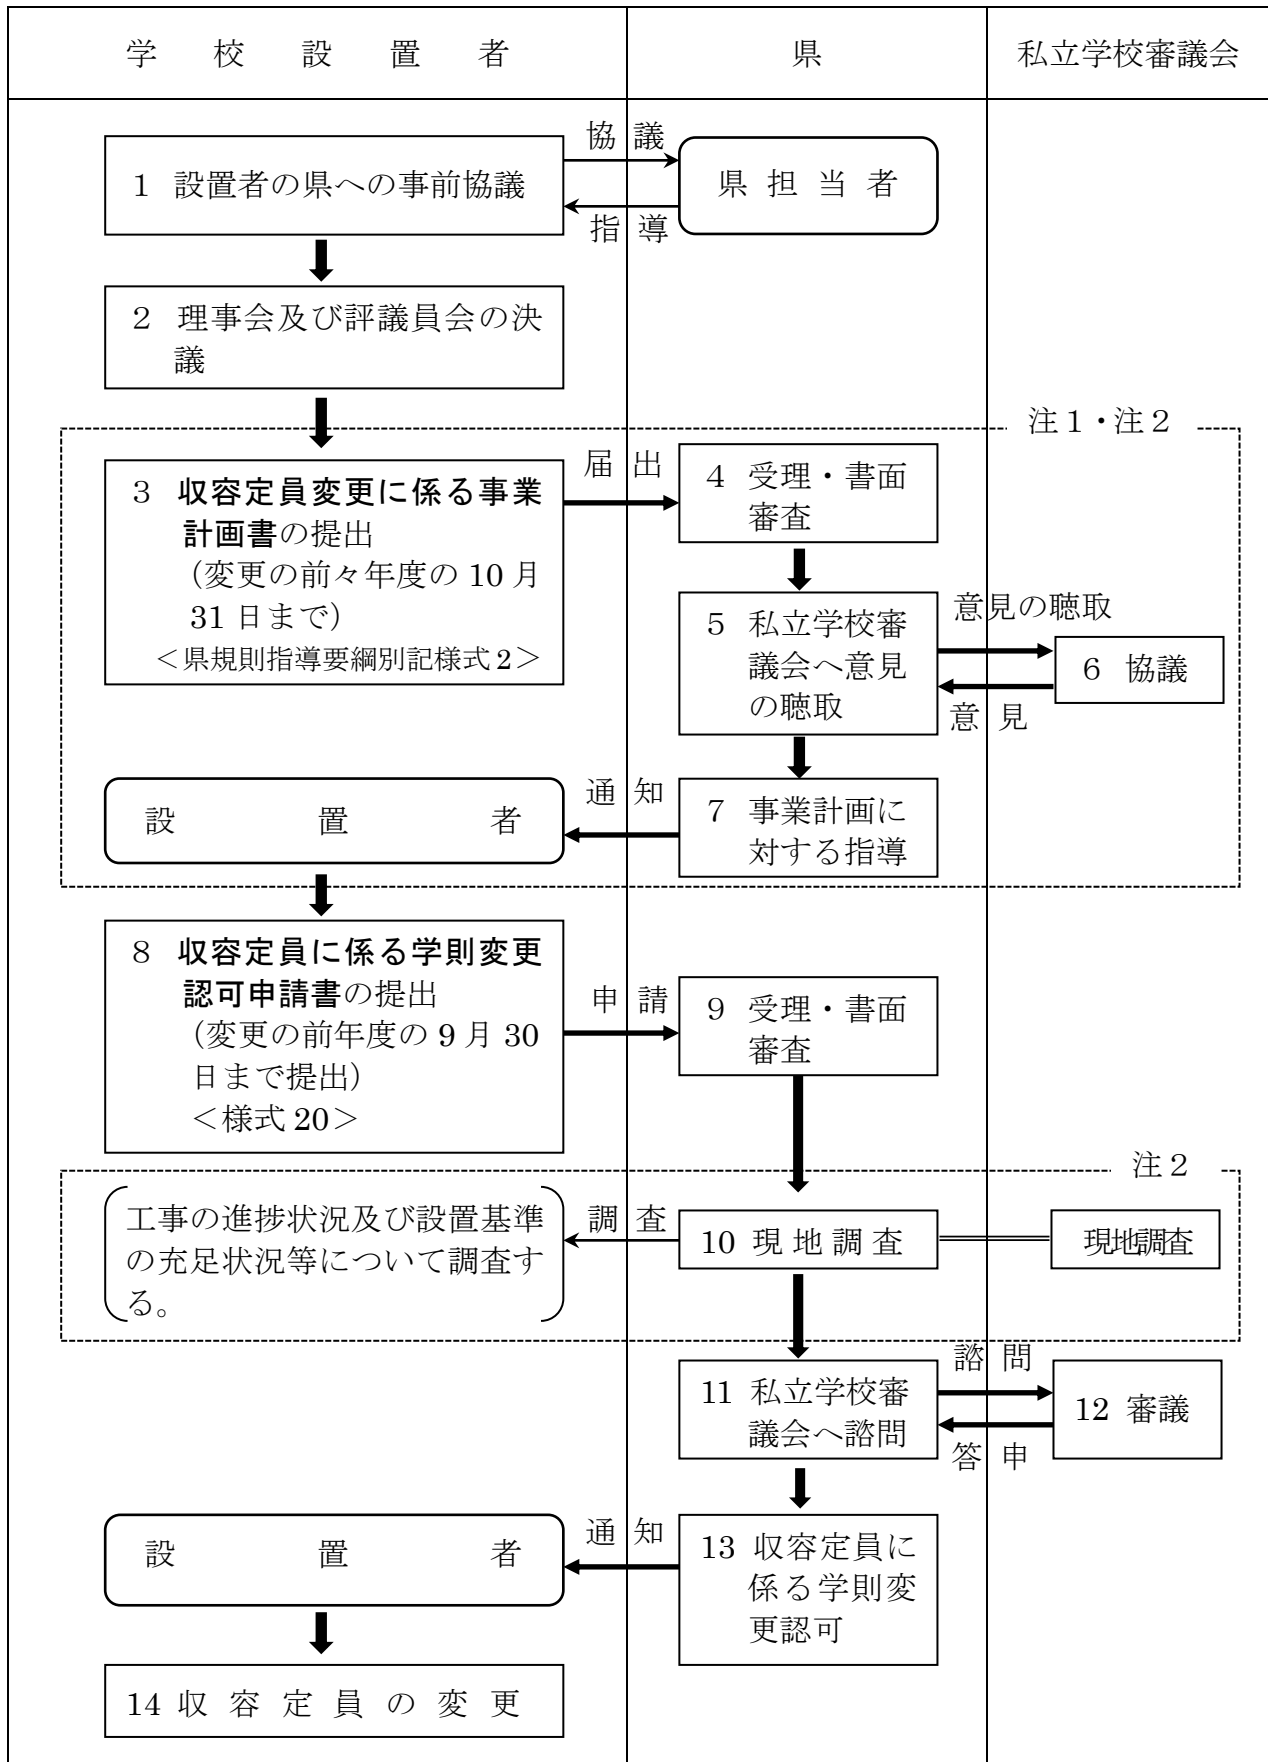 学校設置者
県
私立学校審議会
協議
1 設置者の県への事前協議
県担当者
指導
2 理事会及び評議員会の決
議
注1・注2
届出
3 収容定員変更に係る事業
計画書の提出
（変更の前々年度の 10 月
31 日まで）
＜県規則指導要綱別記様式2＞
4 受理・書面
審査
5 私立学校審
議会へ意見
の聴取
意見の聴取
6 協議
意見
通知
設置者
7 事業計画に
対する指導
8 収容定員に係る学則変更
認可申請書の提出
（変更の前年度の 9 月 30
日まで提出）
＜様式 20＞
申請
9 受理・書面
審査
注2
工事の進捗状況及び設置基準
の充足状況等について調査す
る。
調査
10 現地調査
現地調査
諮問
11 私立学校審
議会へ諮問
12 審議
答申
通知
設置者
13 収容定員に
係る学則変
更認可
14 収容定員の変更